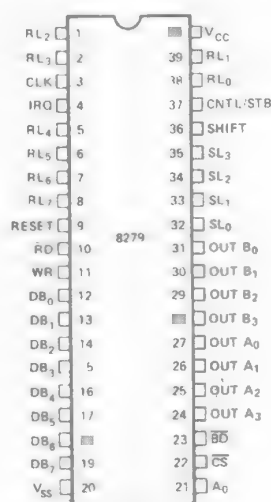 RL2 1 VCC
RL3 2 39 RL1
CLK 3 38 RL0
IRQ 4 37 CNTL/STB
RL4 5 36 SHIFT
RL5 6 35 SL3
RL6 7 34 SL2
RL7 8 33 SL1
RESET 9 32 SL0
RD 10 8279 31 OUT B0
WR 11 30 OUT B1
DB0 12 29 OUT B2
DB1 13 OUT B3
DB2 14 27 OUT A0
DB3 5 26 OUT A1
DB4 16 25 OUT A2
DB5 17 24 OUT A3
DB6 23 BD
DB7 19 22 CS
VSS 20 21 A0